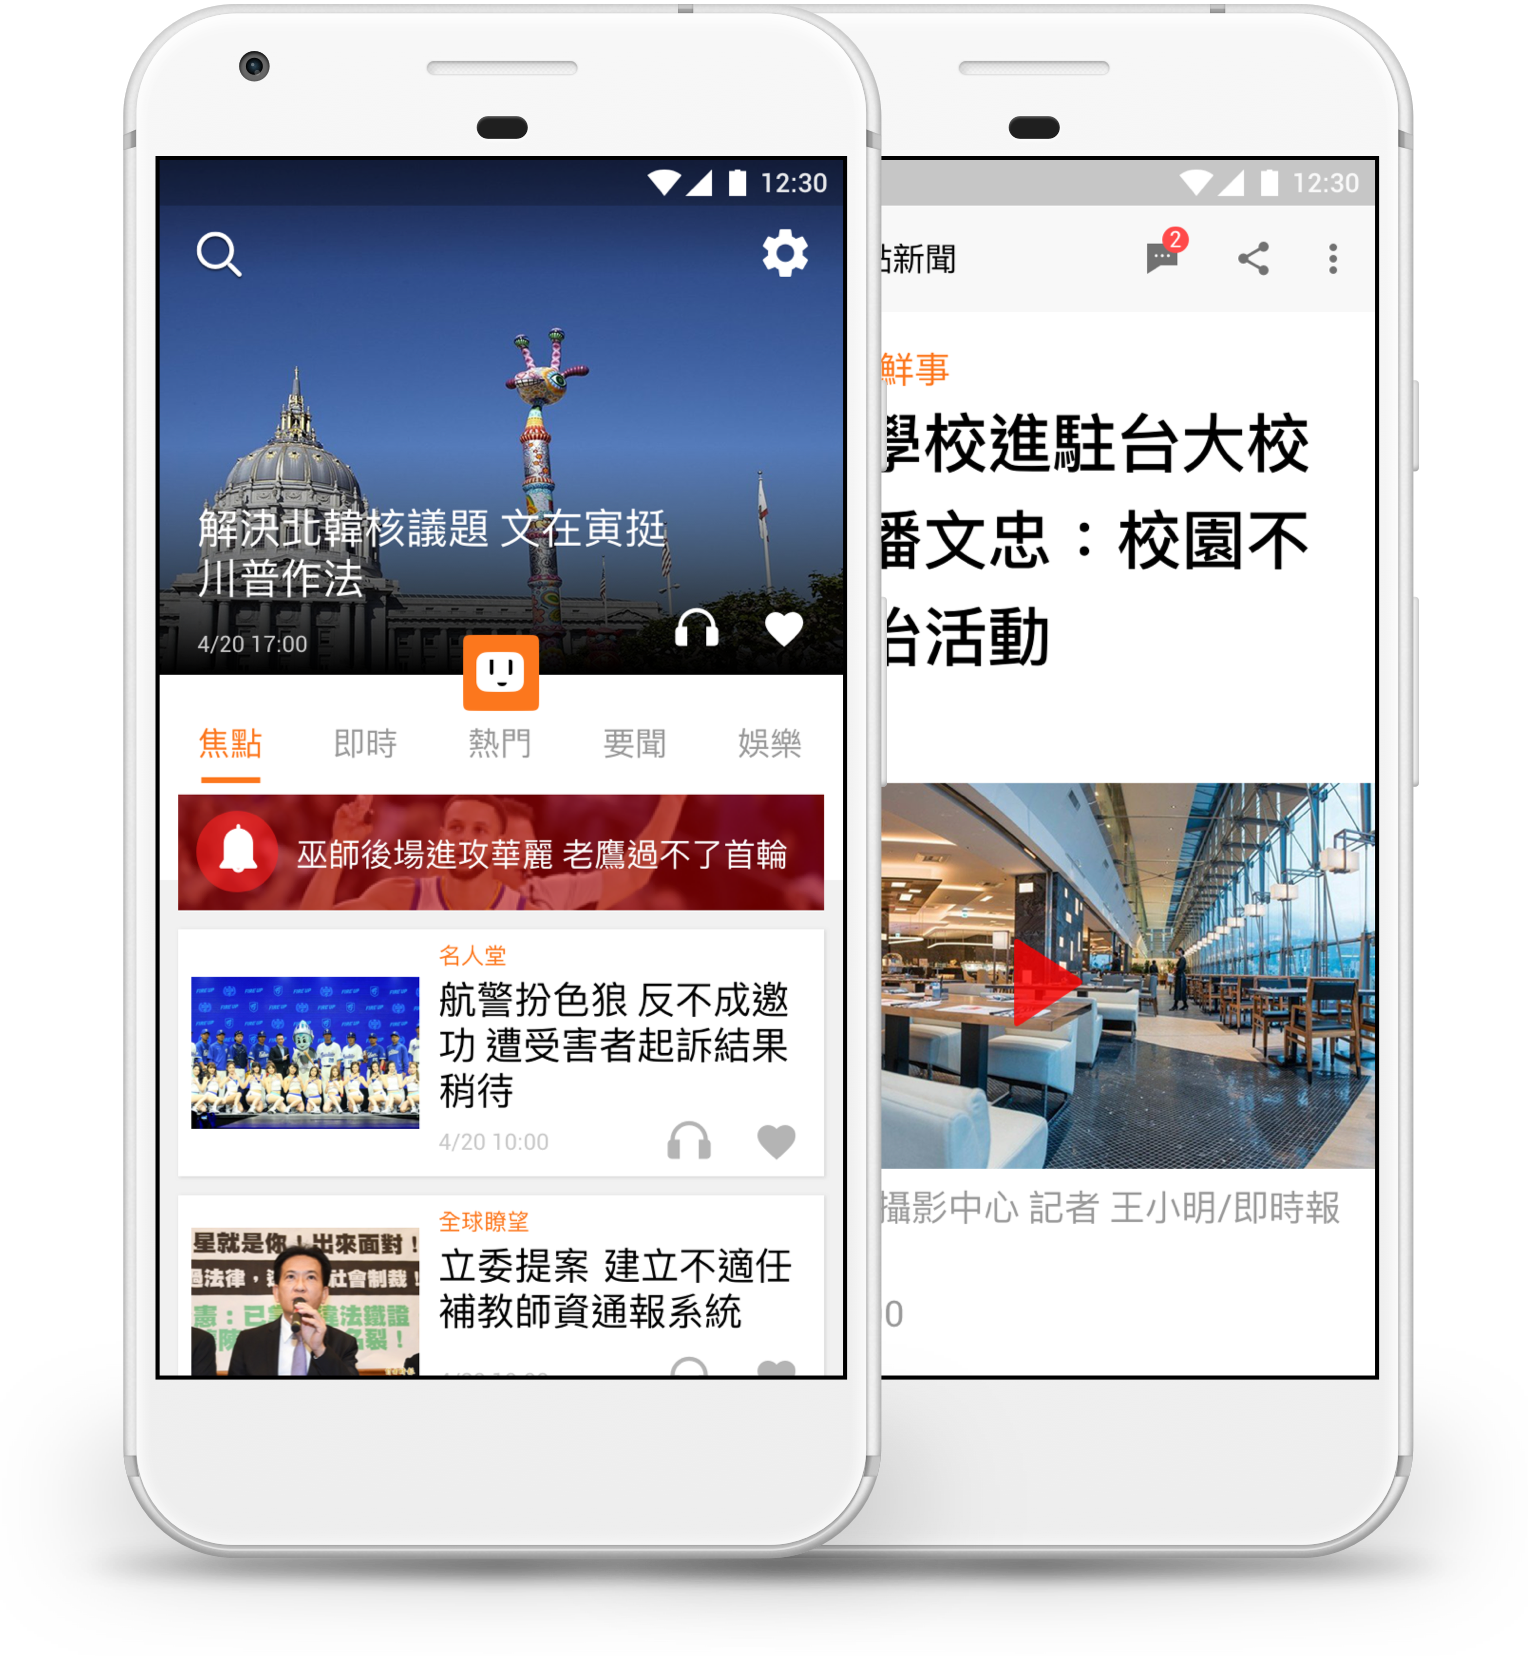 12:30
解決北韓核議題 文在寅挺
川普作法
4/20 17:00
焦點
即時
熱門
要聞
娛樂
巫師後場進攻華麗 老鷹過不了首輪
名人堂
航警扮色狼 反不成邀
功 遭受害者起訴結果
稍待
4/20 10:00
全球瞭望
立委提案 建立不適任
補教師資通報系統
星就是你！出來面對！
過法律，
社會制裁！
憲：已
違法鐵證
裂！
12:30
點新聞
2
鮮事
學校進駐台大校
潘文忠：校園不
治活動
攝影中心 記者 王小明/即時報
0